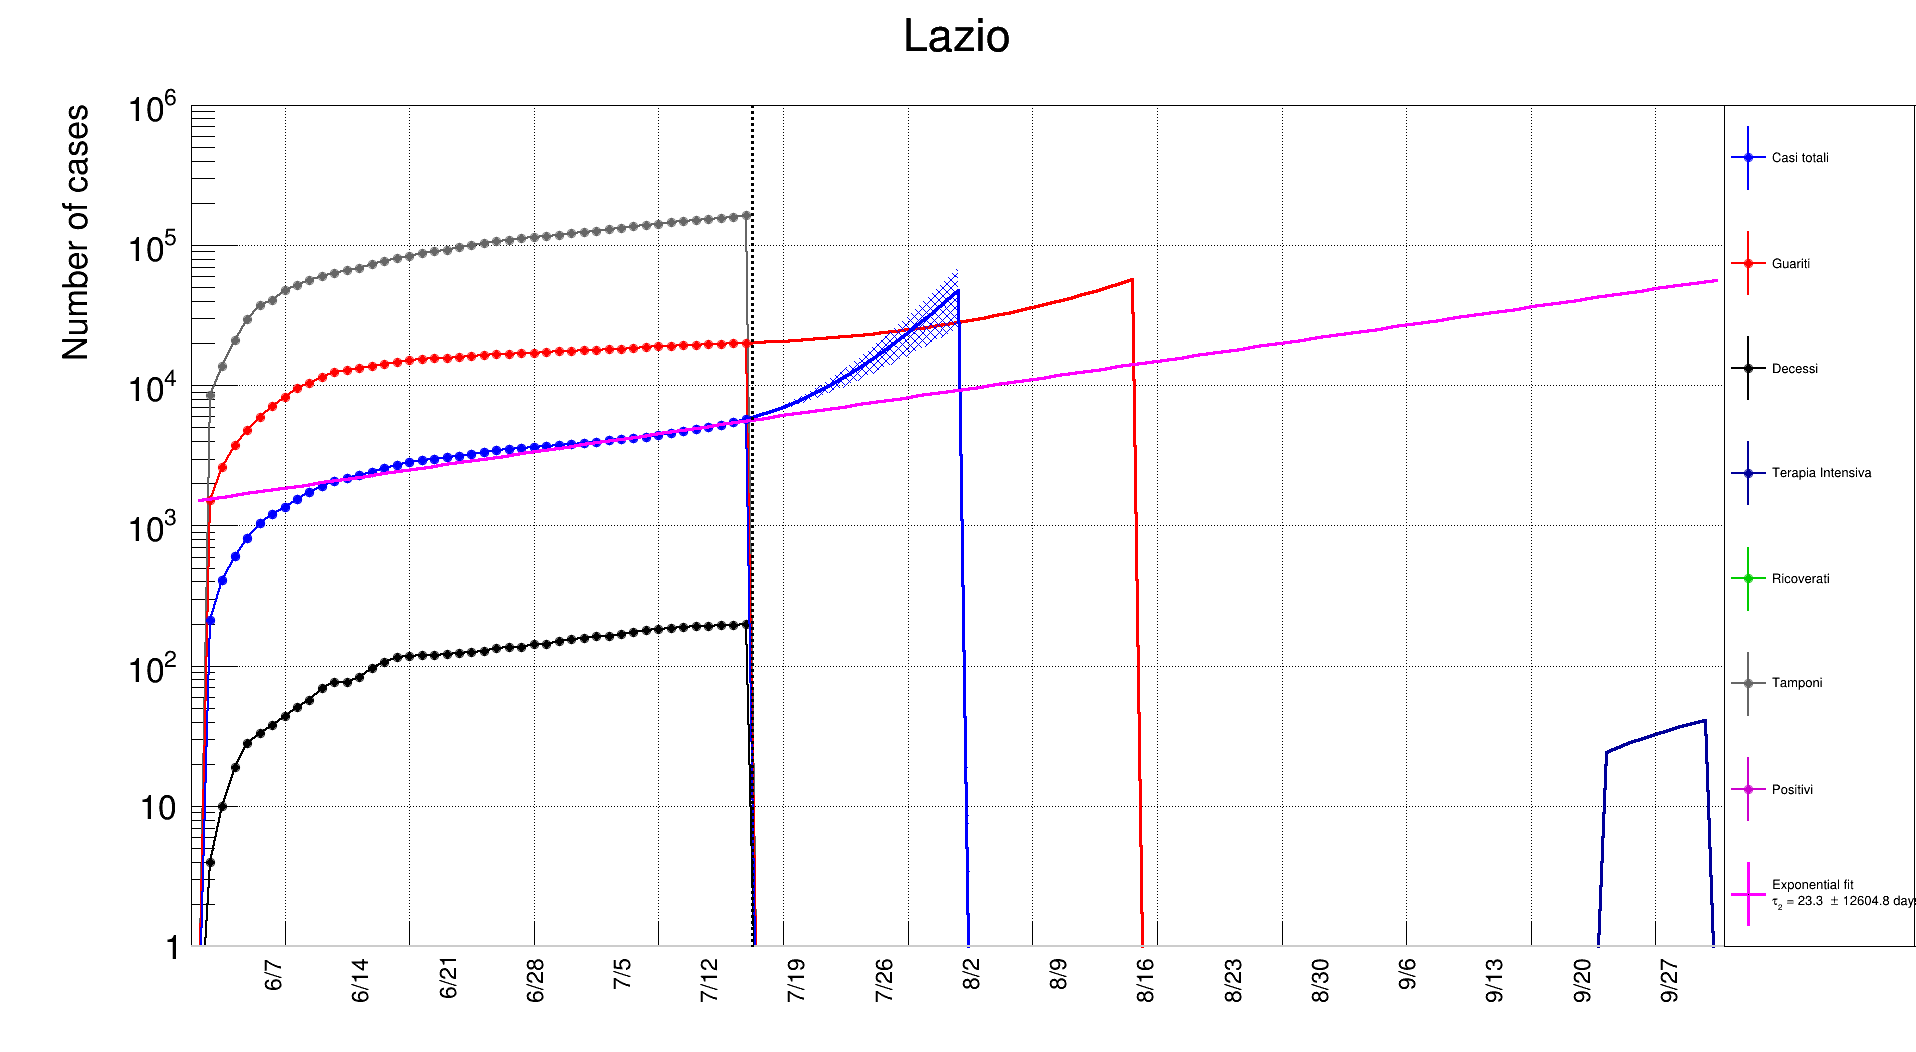 Lazio
Number of cases
10^6
10^5
10^4
10^3
10^2
10
1
6/7
6/14
6/21
6/28
7/5
7/12
7/19
7/26
8/2
8/9
8/16
8/23
8/30
9/6
9/13
9/20
9/27
Casi totali
Guariti
Decessi
Terapia Intensiva
Ricoverati
Tamponi
Positivi
Exponential fit
τ_2 = 23.3 ± 12604.8 day